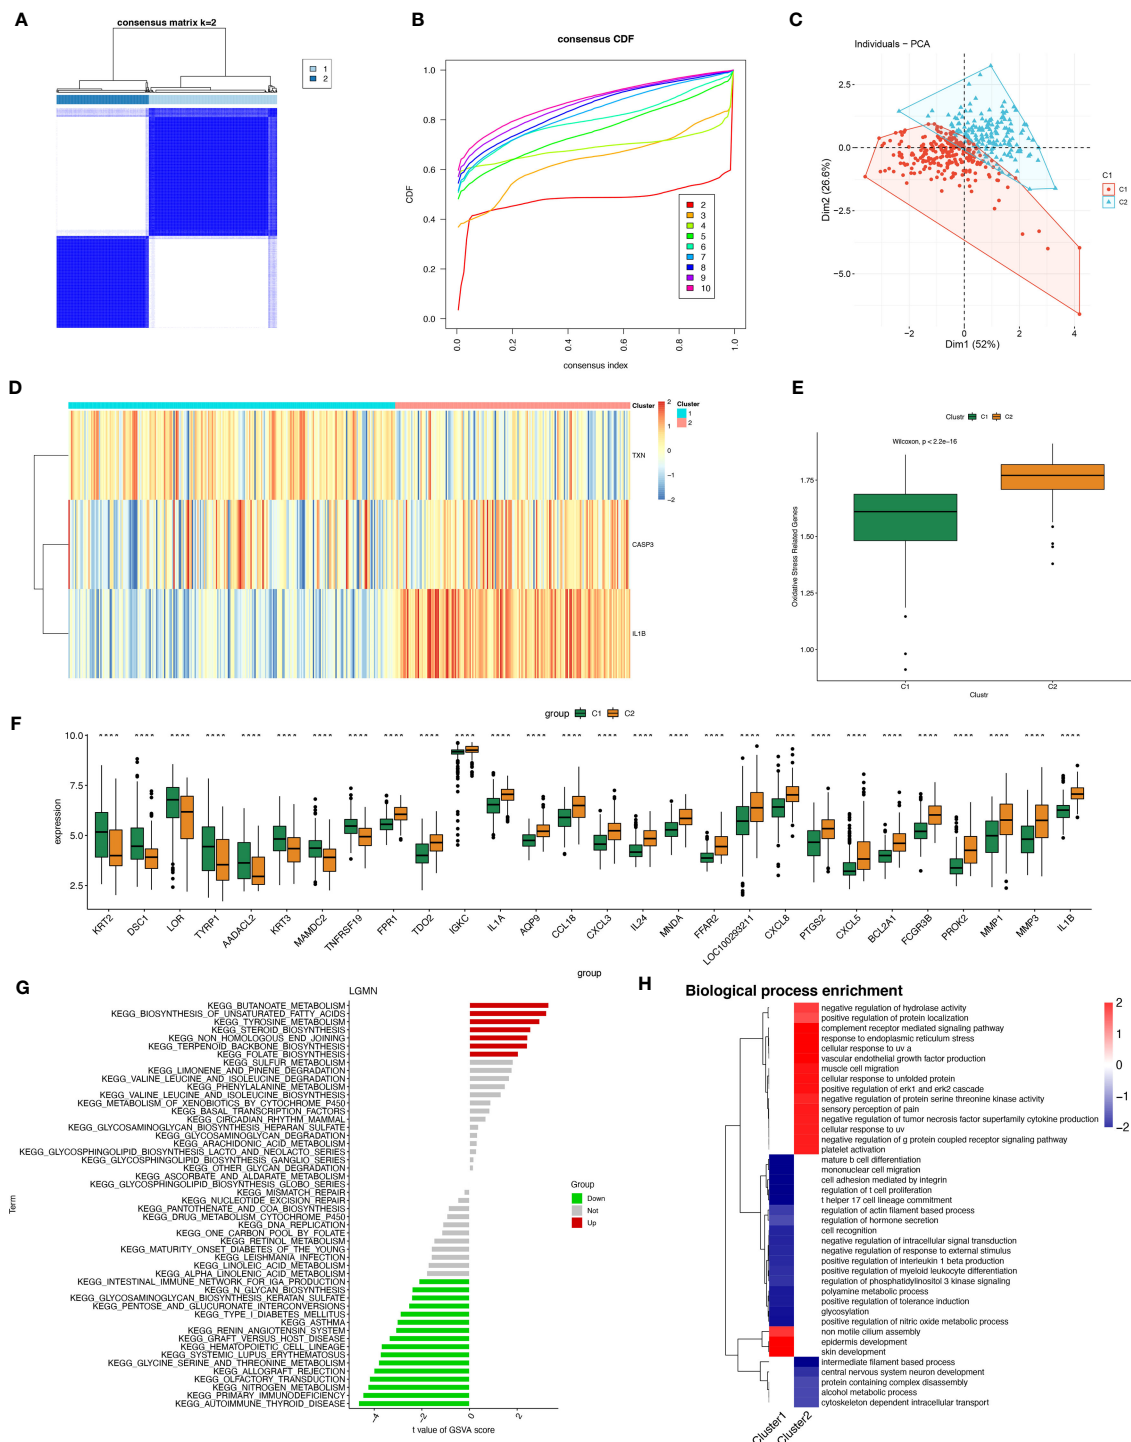 A
consensus matrix k=2
1
2
B
consensus CDF
CDF
1.0
0.8
0.6
0.4
0.2
0.0
0.0
0.2
0.4
0.6
0.8
1.0
consensus index
2
3
4
5
6
7
8
9
10
C
Individuals − PCA
Dim2 (26.6%)
2.5
0.0
−2.5
−5.0
−2
0
2
4
Dim1 (52%)
C1
C1
C2
D
Cluster
TXN
CASP3
IL1B
2
1
0
−1
−2
Cluster
1
2
E
Clustr C1 C2
Wilcoxon, p < 2.2e−16
Oxidative Stress Related Genes
1.75
1.50
1.25
1.00
C1
C2
Clustr
F
group C1 C2
expression
10.0
7.5
5.0
2.5
KRT2
DSC1
LOR
TYRP1
AADACL2
KRT3
MAMDC2
TNFRSF19
FPR1
TDO2
IGKC
IL1A
AQP9
CCL18
CXCL3
IL24
MNDA
FFAR2
LOC100293211
CXCL8
PTGS2
CXCL5
BCL2A1
FCGR3B
PROK2
MMP1
MMP3
IL1B
group
G
LGMN
Term
KEGG_BUTANOATE_METABOLISM
KEGG_BIOSYNTHESIS_OF_UNSATURATED_FATTY_ACIDS
KEGG_TYROSINE_METABOLISM
KEGG_STEROID_BIOSYNTHESIS
KEGG_NON_HOMOLOGOUS_END_JOINING
KEGG_TERPENOID_BACKBONE_BIOSYNTHESIS
KEGG_FOLATE_BIOSYNTHESIS
KEGG_SULFUR_METABOLISM
KEGG_LIMONENE_AND_PINENE_DEGRADATION
KEGG_VALINE_LEUCINE_AND_ISOLEUCINE_DEGRADATION
KEGG_PHENYLALANINE_METABOLISM
KEGG_VALINE_LEUCINE_AND_ISOLEUCINE_BIOSYNTHESIS
KEGG_METABOLISM_OF_XENOBIOTICS_BY_CYTOCHROME_P450
KEGG_BASAL_TRANSCRIPTION_FACTORS
KEGG_CIRCADIAN_RHYTHM_MAMMAL
KEGG_GLYCOSAMINOGLYCAN_BIOSYNTHESIS_HEPARAN_SULFATE
KEGG_GLYCOSAMINOGLYCAN_DEGRADATION
KEGG_ARACHIDONIC_ACID_METABOLISM
KEGG_GLYCOSPHINGOLIPID_BIOSYNTHESIS_LACTO_AND_NEOLACTO_SERIES
KEGG_GLYCOSPHINGOLIPID_BIOSYNTHESIS_GANGLIO_SERIES
KEGG_OTHER_GLYCAN_DEGRADATION
KEGG_ASCORBATE_AND_ALDARATE_METABOLISM
KEGG_GLYCOSPHINGOLIPID_BIOSYNTHESIS_GLOBO_SERIES
KEGG_MISMATCH_REPAIR
KEGG_NUCLEOTIDE_EXCISION_REPAIR
KEGG_PANTOTHENATE_AND_COA_BIOSYNTHESIS
KEGG_DRUG_METABOLISM_CYTOCHROME_P450
KEGG_DNA_REPLICATION
KEGG_ONE_CARBON_POOL_BY_FOLATE
KEGG_RETINOL_METABOLISM
KEGG_MATURITY_ONSET_DIABETES_OF_THE_YOUNG
KEGG_LEISHMANIA_INFECTION
KEGG_LINOLEIC_ACID_METABOLISM
KEGG_ALPHA_LINOLENIC_ACID_METABOLISM
KEGG_INTESTINAL_IMMUNE_NETWORK_FOR_IGA_PRODUCTION
KEGG_N_GLYCAN_BIOSYNTHESIS
KEGG_GLYCOSAMINOGLYCAN_BIOSYNTHESIS_KERATAN_SULFATE
KEGG_PENTOSE_AND_GLUCURONATE_INTERCONVERSIONS
KEGG_TYPE_I_DIABETES_MELLITUS
KEGG_ASTHMA
KEGG_RENIN_ANGIOTENSIN_SYSTEM
KEGG_GRAFT_VERSUS_HOST_DISEASE
KEGG_HEMATOPOIETIC_CELL_LINEAGE
KEGG_SYSTEMIC_LUPUS_ERYTHEMATOSUS
KEGG_GLYCINE_SERINE_AND_THREONINE_METABOLISM
KEGG_ALLOGRAFT_REJECTION
KEGG_OLFACTORY_TRANSDUCTION
KEGG_NITROGEN_METABOLISM
KEGG_PRIMARY_IMMUNODEFICIENCY
KEGG_AUTOIMMUNE_THYROID_DISEASE
−4
−2
0
2
t value of GSVA score
Group
Down
Not
Up
H
Biological process enrichment
negative regulation of hydrolase activity
positive regulation of protein localization
complement receptor mediated signaling pathway
response to endoplasmic reticulum stress
cellular response to uv a
vascular endothelial growth factor production
muscle cell migration
cellular response to unfolded protein
positive regulation of erk1 and erk2 cascade
negative regulation of protein serine threonine kinase activity
sensory perception of pain
negative regulation of tumor necrosis factor superfamily cytokine production
cellular response to uv
negative regulation of g protein coupled receptor signaling pathway
platelet activation
mature b cell differentiation
mononuclear cell migration
cell adhesion mediated by integrin
regulation of t cell proliferation
t helper 17 cell lineage commitment
regulation of actin filament based process
regulation of hormone secretion
cell recognition
negative regulation of intracellular signal transduction
negative regulation of response to external stimulus
positive regulation of interleukin 1 beta production
positive regulation of myeloid leukocyte differentiation
regulation of phosphatidylinositol 3 kinase signaling
polyamine metabolic process
positive regulation of tolerance induction
glycosylation
positive regulation of nitric oxide metabolic process
non motile cilium assembly
epidermis development
skin development
intermediate filament based process
central nervous system neuron development
protein containing complex disassembly
alcohol metabolic process
cytoskeleton dependent intracellular transport
Cluster1
Cluster2
2
1
0
−1
−2